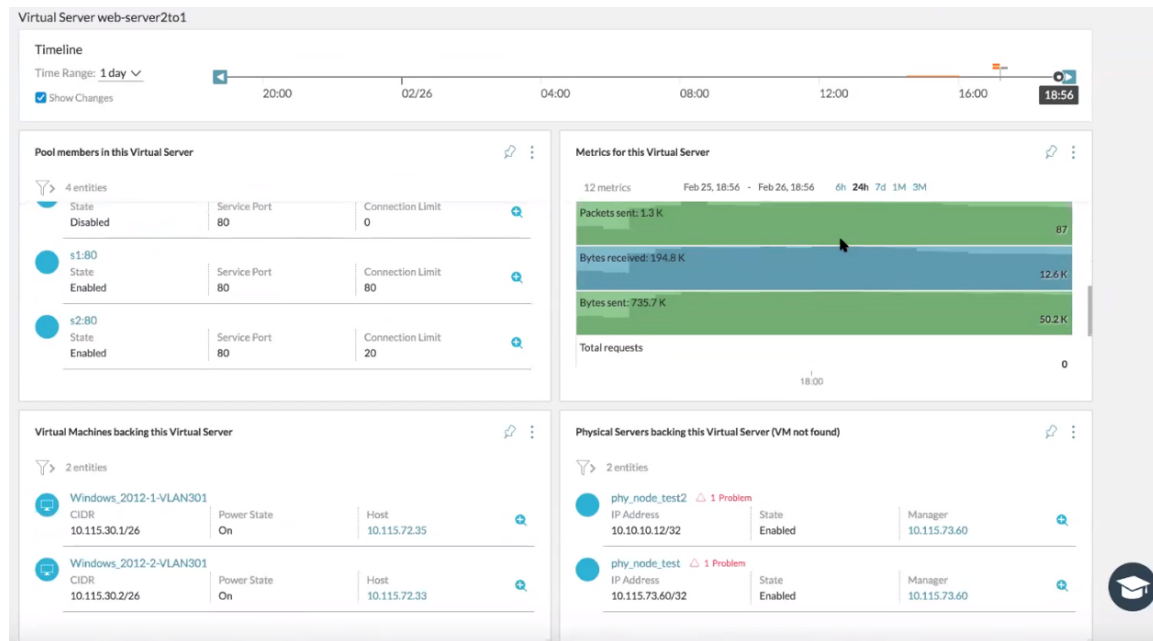 Virtual Server web-server2to1
Timeline
Time Range: 1 day
Show Changes
20:00 02/26 04:00 08:00 12:00 16:00 18:56
Pool members in this Virtual Server
4 entities
State Service Port Connection Limit
Disabled 80 0
s1:80
State Service Port Connection Limit
Enabled 80 80
s2:80
State Service Port Connection Limit
Enabled 80 20
Metrics for this Virtual Server
12 metrics Feb 25, 18:56 - Feb 26, 18:56 6h 24h 7d 1M 3M
Packets sent: 1.3 K
87
Bytes received: 194.8 K
12.6 K
Bytes sent: 735.7 K
50.2 K
Total requests
0
18:00
Virtual Machines backing this Virtual Server
2 entities
Windows_2012-1-VLAN301
CIDR Power State Host
10.115.30.1/26 On 10.115.72.35
Windows_2012-2-VLAN301
CIDR Power State Host
10.115.30.2/26 On 10.115.72.33
Physical Servers backing this Virtual Server (VM not found)
2 entities
phy_node_test2 1 Problem
IP Address State Manager
10.10.10.12/32 Enabled 10.115.73.60
phy_node_test 1 Problem
IP Address State Manager
10.115.73.60/32 Enabled 10.115.73.60